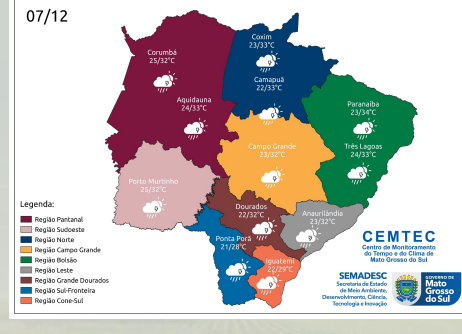 07/12
Corumbá
25/32°C
Coxim
23/33°C
Camapuã
22/33°C
Aquidauna
24/33°C
Paranaíba
23/34°C
Três Lagoas
24/33°C
Campo Grande
23/32°C
Porto Murtinho
25/32°C
Dourados
22/32°C
Anaurilândia
23/32°C
Ponta Porã
21/28°C
Iguatemi
22/29°C
Legenda:
Região Pantanal
Região Sudoeste
Região Norte
Região Campo Grande
Região Bolsão
Região Leste
Região Grande Dourados
Região Sul-Fronteira
Região Cone-Sul
CEMTEC
Centro de Monitoramento
do Tempo e do Clima de
Mato Grosso do Sul
SEMADESC
Secretaria de Estado
de Meio Ambiente,
Desenvolvimento, Ciência,
Tecnologia e Inovação
GOVERNO DE
Mato
Grosso
do Sul